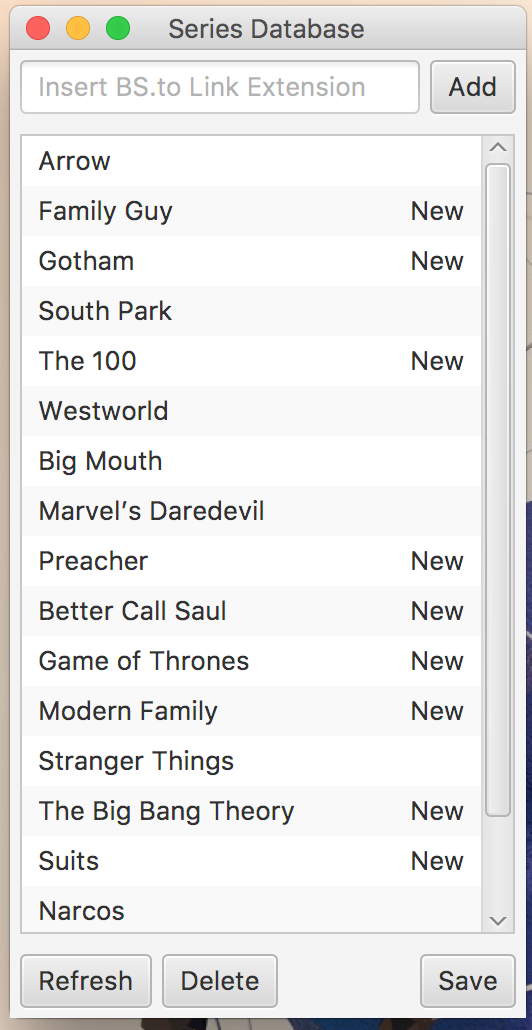 Series Database
Insert BS.to Link Extension Add
Arrow
Family Guy New
Gotham New
South Park
The 100 New
Westworld
Big Mouth
Marvel's Daredevil
Preacher New
Better Call Saul New
Game of Thrones New
Modern Family New
Stranger Things
The Big Bang Theory New
Suits New
Narcos
Refresh Delete Save